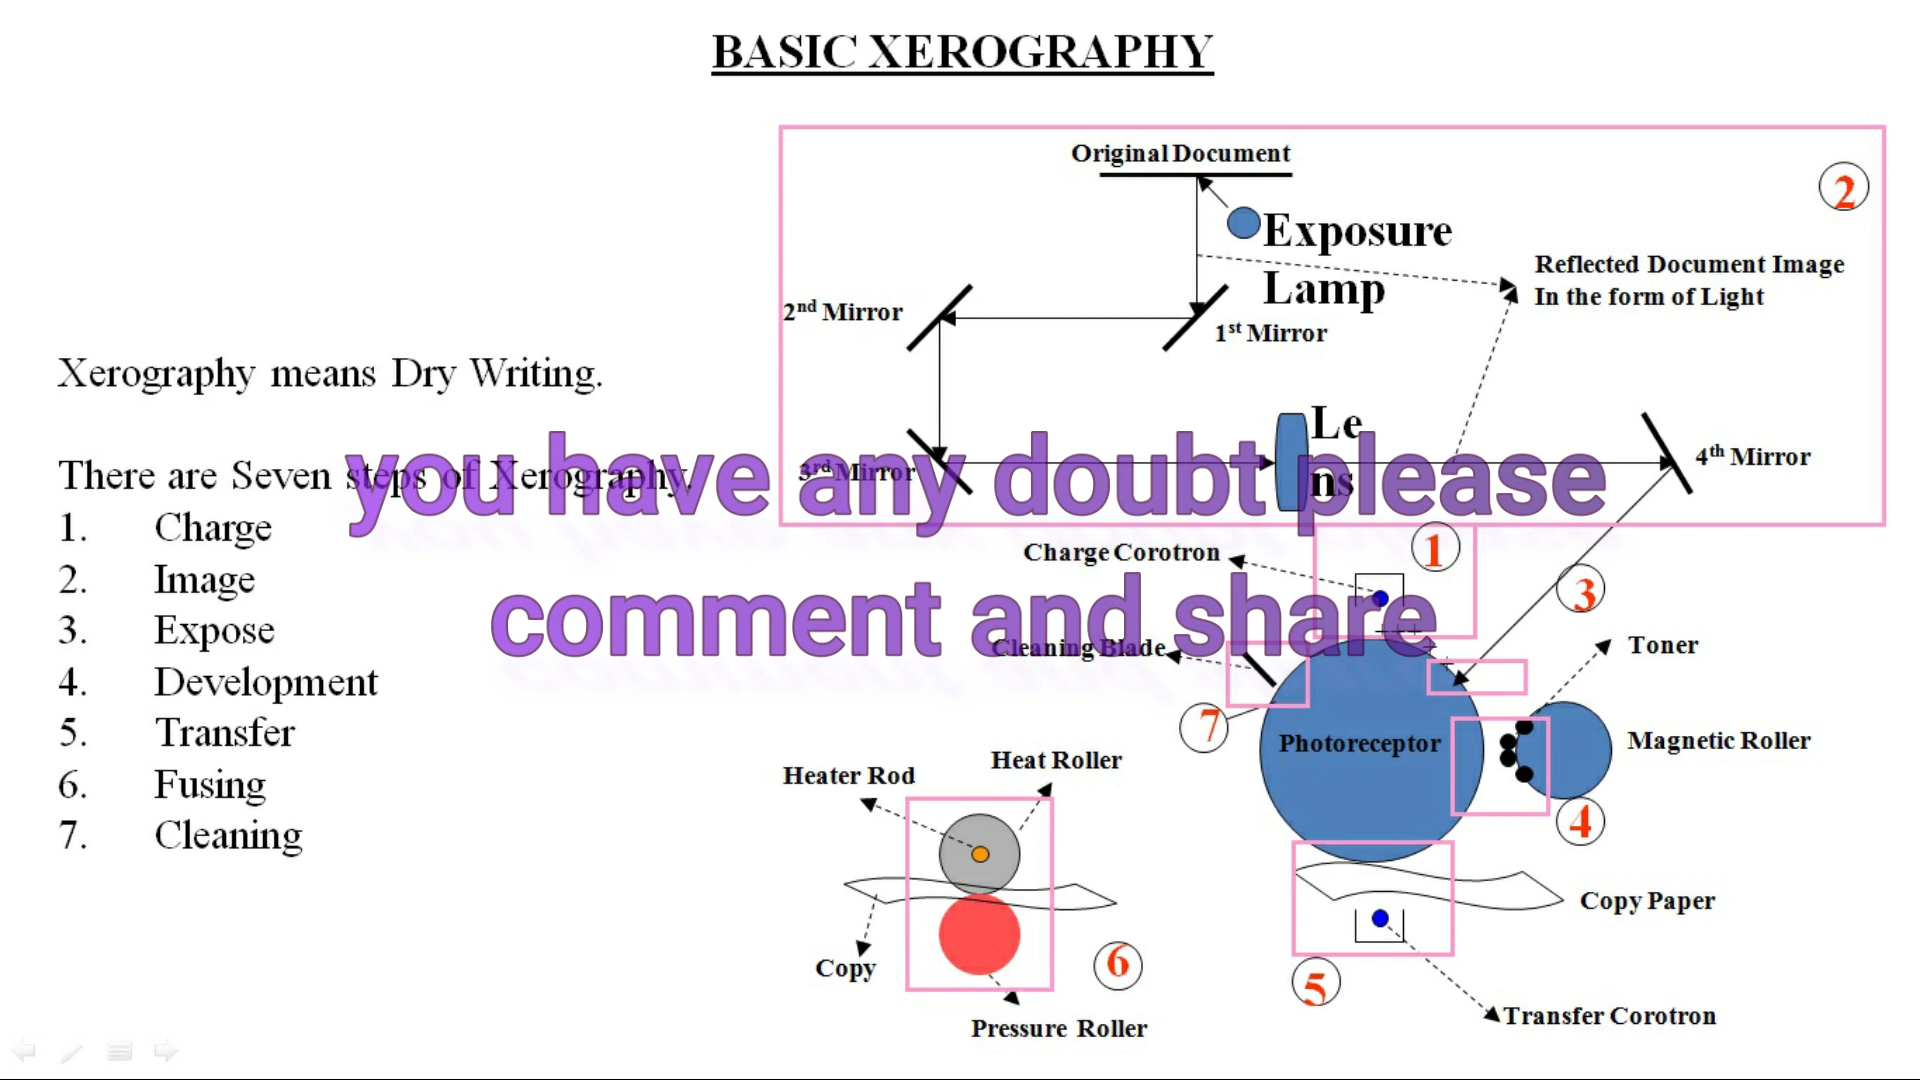 BASIC XEROGRAPHY
Original Document
2
Exposure
Lamp
Reflected Document Image
In the form of Light
2nd Mirror
1st Mirror
Xerography means Dry Writing.
Le
ns
3rd Mirror
4th Mirror
There are Seven steps of Xerography.
you have any doubt please
comment and share
1. Charge
2. Image
3. Expose
4. Development
5. Transfer
6. Fusing
7. Cleaning
Charge Corotron
1
3
+++
+
+
Cleaning Blade
Toner
7
Photoreceptor
Magnetic Roller
4
Heater Rod
Heat Roller
Copy
6
Pressure Roller
Copy Paper
5
Transfer Corotron